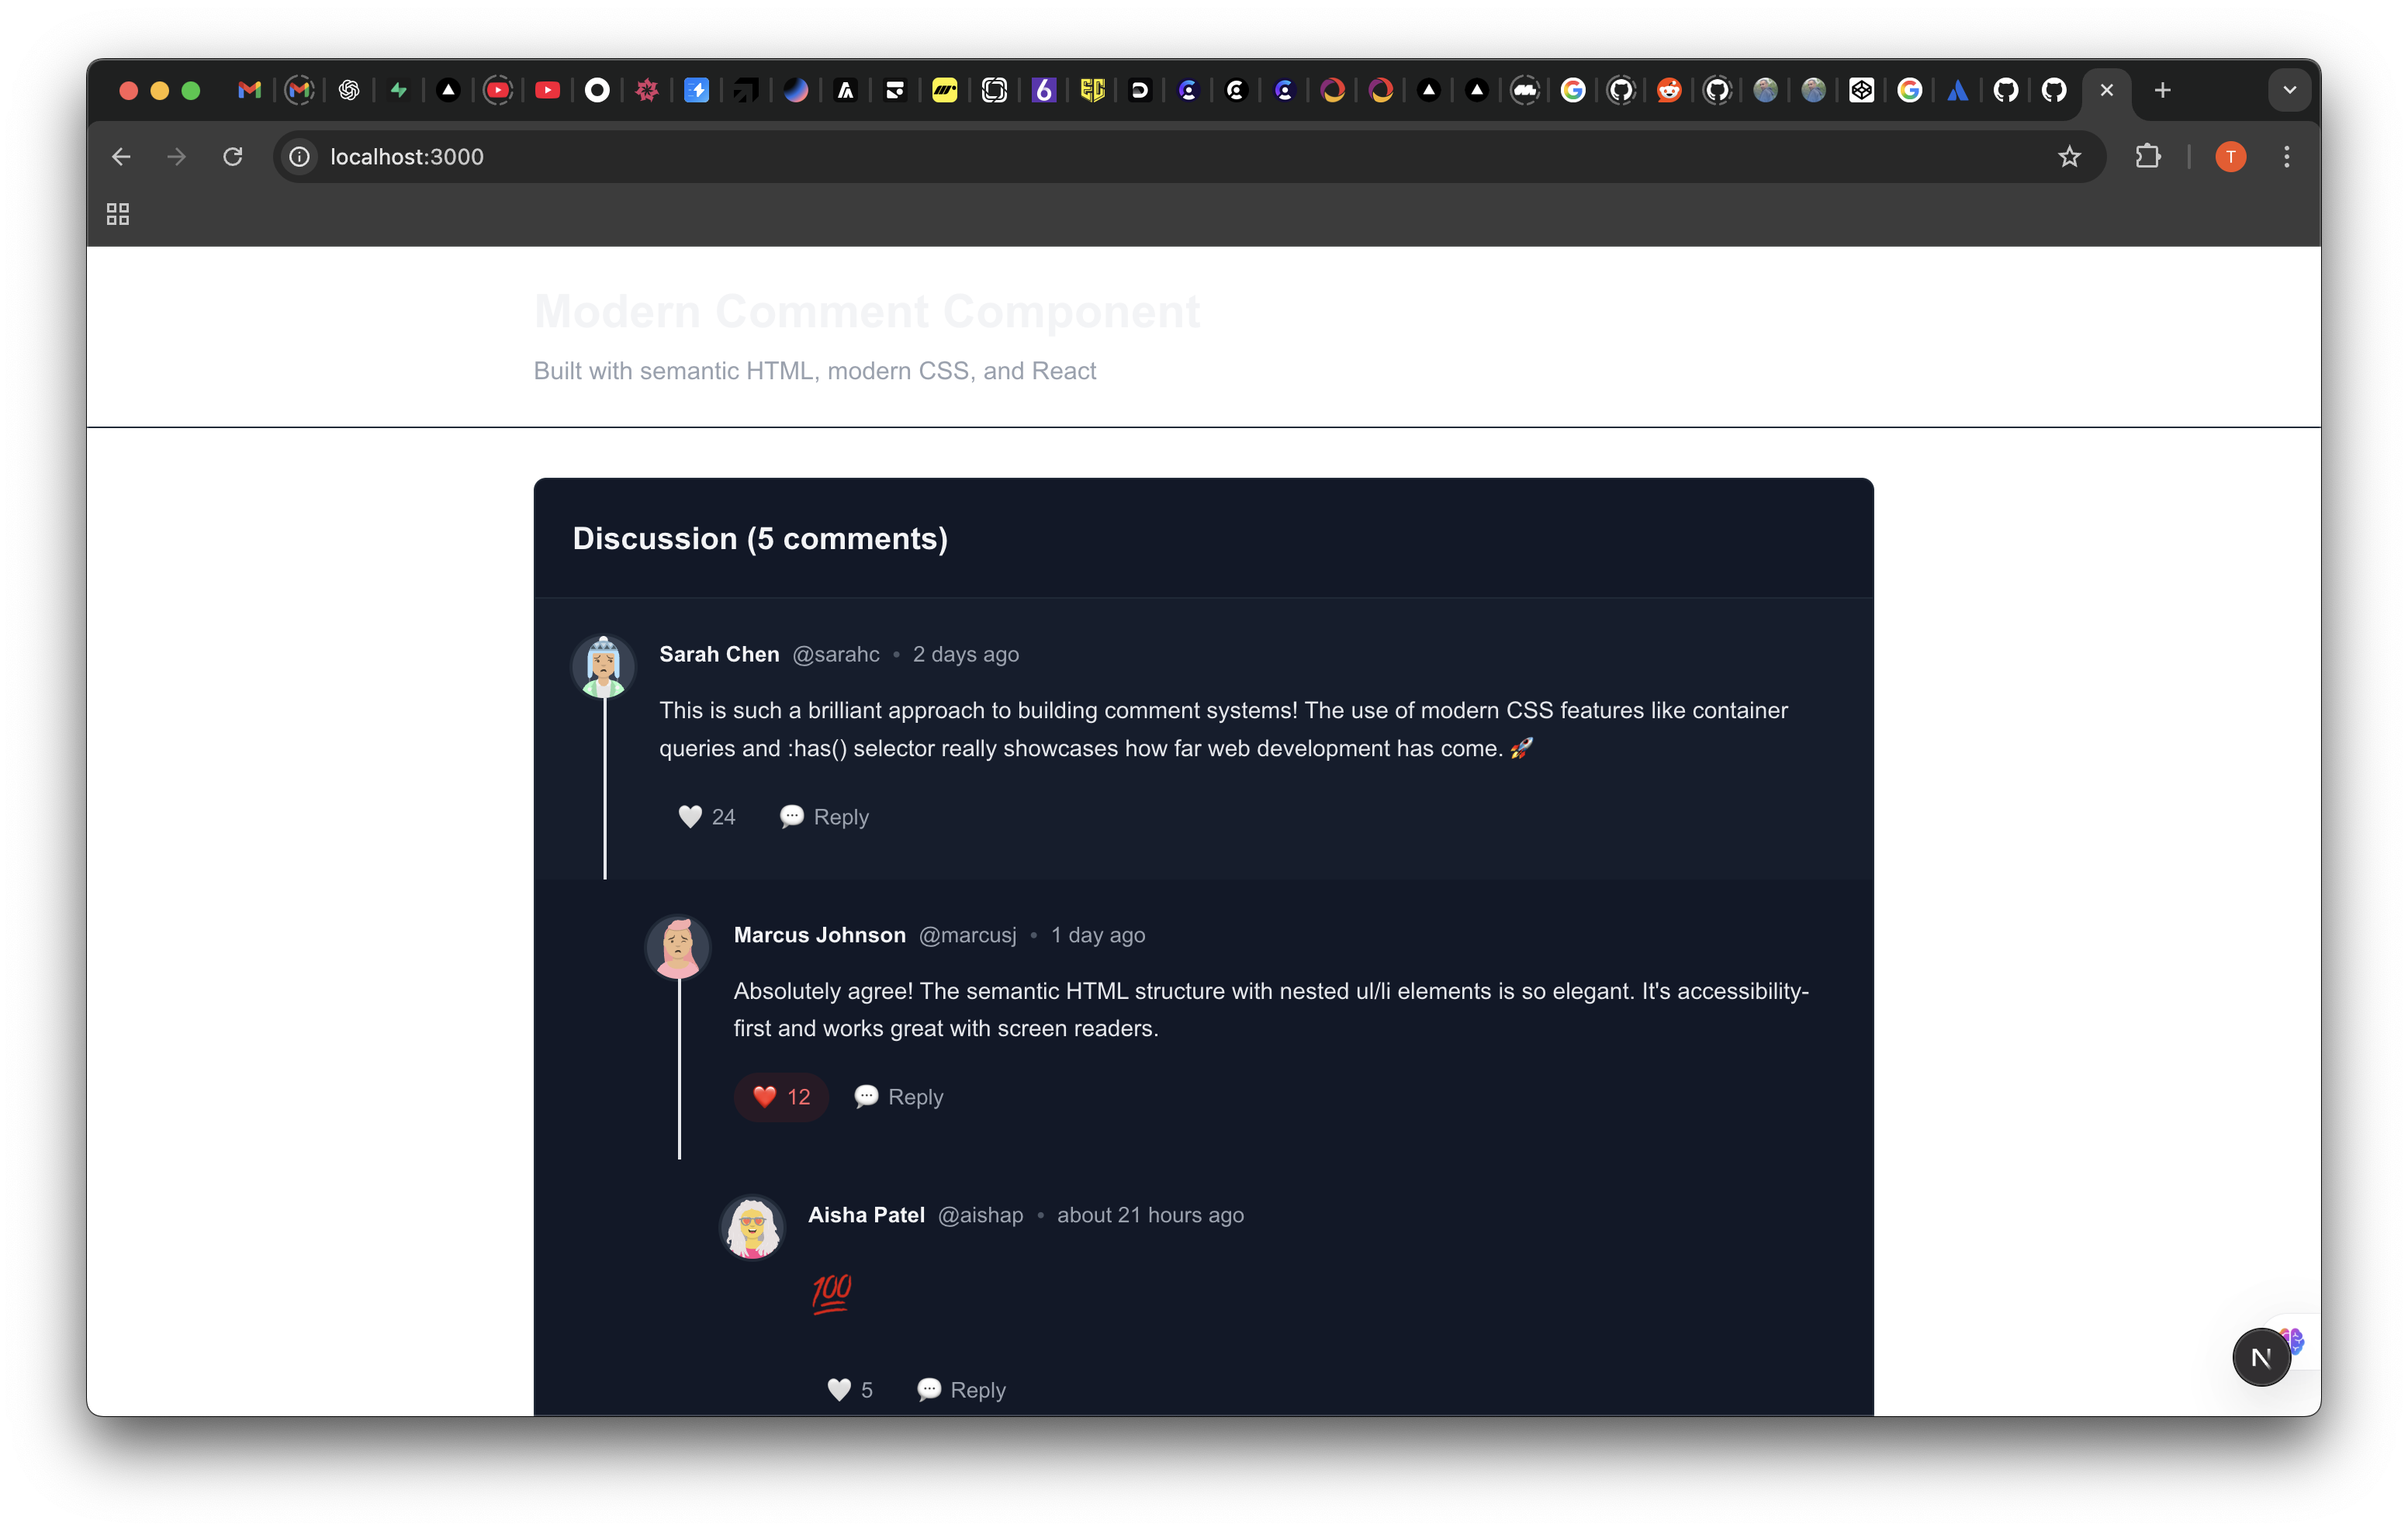 localhost:3000
T
Modern Comment Component
Built with semantic HTML, modern CSS, and React
Discussion (5 comments)
Sarah Chen @sarahc • 2 days ago
This is such a brilliant approach to building comment systems! The use of modern CSS features like container
queries and :has() selector really showcases how far web development has come. 🚀
🤍 24 💬 Reply
Marcus Johnson @marcusj • 1 day ago
Absolutely agree! The semantic HTML structure with nested ul/li elements is so elegant. It's accessibility-
first and works great with screen readers.
❤️ 12 💬 Reply
Aisha Patel @aishap • about 21 hours ago
💯
🤍 5 💬 Reply
N